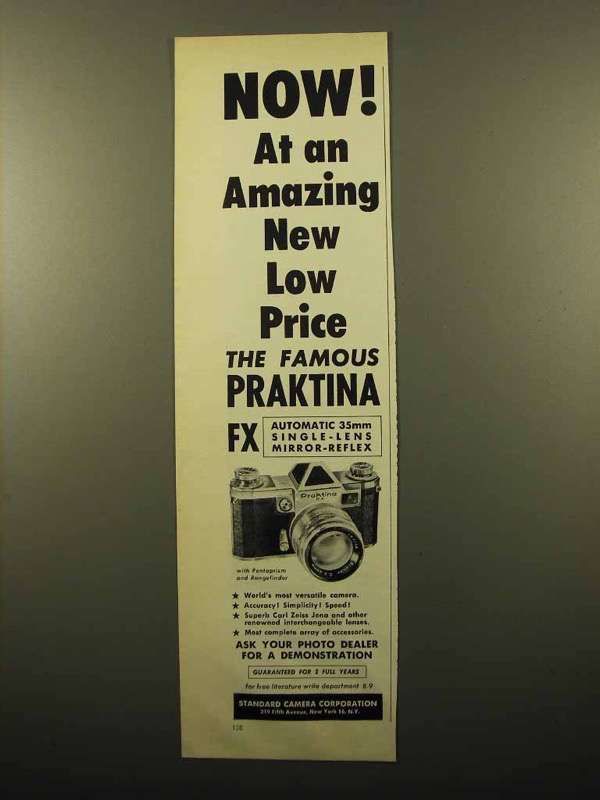 NOW!
At an
Amazing
New
Low
Price
THE FAMOUS
PRAKTINA
FX
AUTOMATIC 35mm
SINGLE-LENS
MIRROR-REFLEX
Praktina
FX
with Pentaprism
and Rangefinder
★ World's most versatile camera.
★ Accuracy! Simplicity! Speed!
★ Superb Carl Zeiss Jena and other
renowned interchangeable lenses.
★ Most complete array of accessories.
ASK YOUR PHOTO DEALER
FOR A DEMONSTRATION
GUARANTEED FOR 2 FULL YEARS
for free literature write department E-9
STANDARD CAMERA CORPORATION
319 Fifth Avenue, New York 16, N.Y.